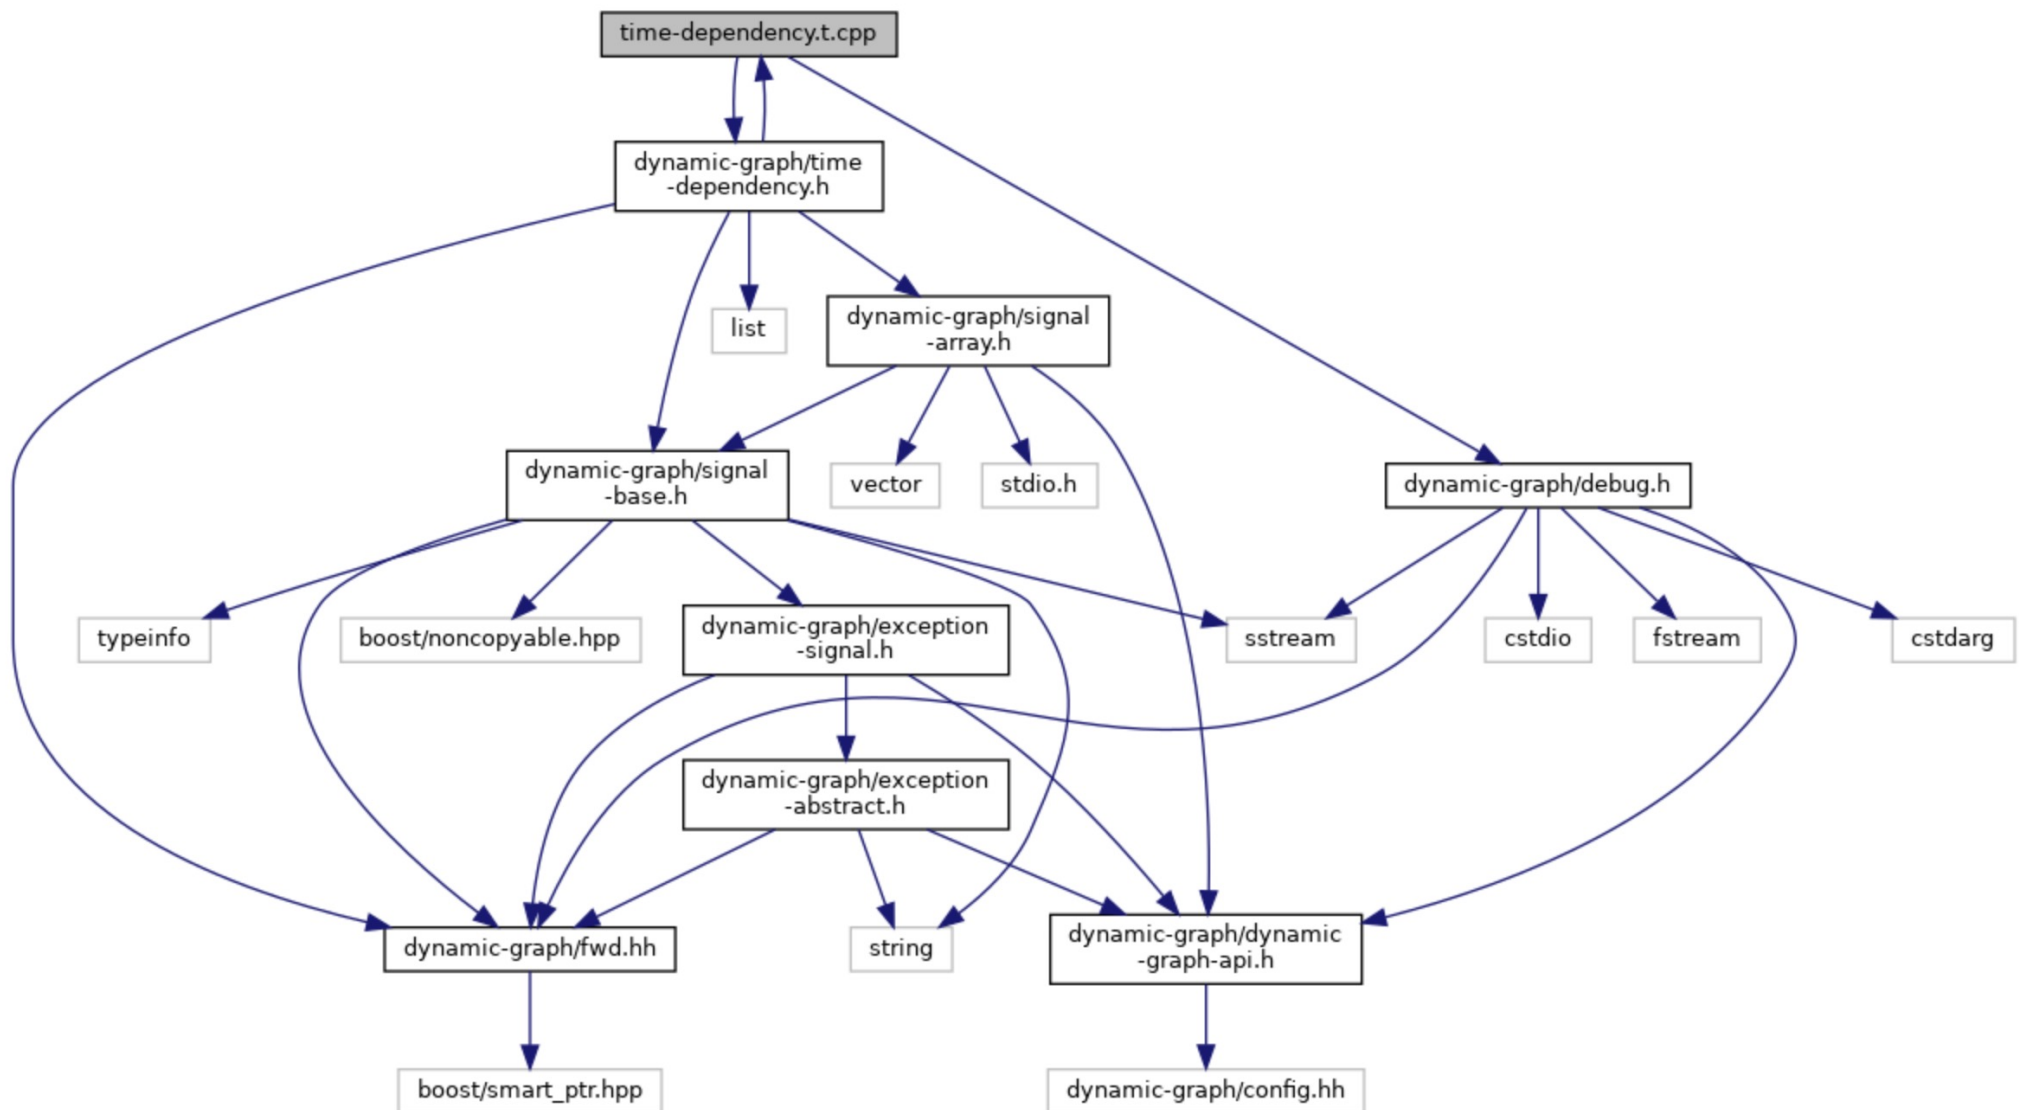 time-dependency.t.cpp
dynamic-graph/time
-dependency.h
list
dynamic-graph/signal
-array.h
dynamic-graph/signal
-base.h
vector
stdio.h
dynamic-graph/debug.h
typeinfo
boost/noncopyable.hpp
dynamic-graph/exception
-signal.h
sstream
cstdio
fstream
cstdarg
dynamic-graph/exception
-abstract.h
dynamic-graph/fwd.hh
string
dynamic-graph/dynamic
-graph-api.h
boost/smart_ptr.hpp
dynamic-graph/config.hh